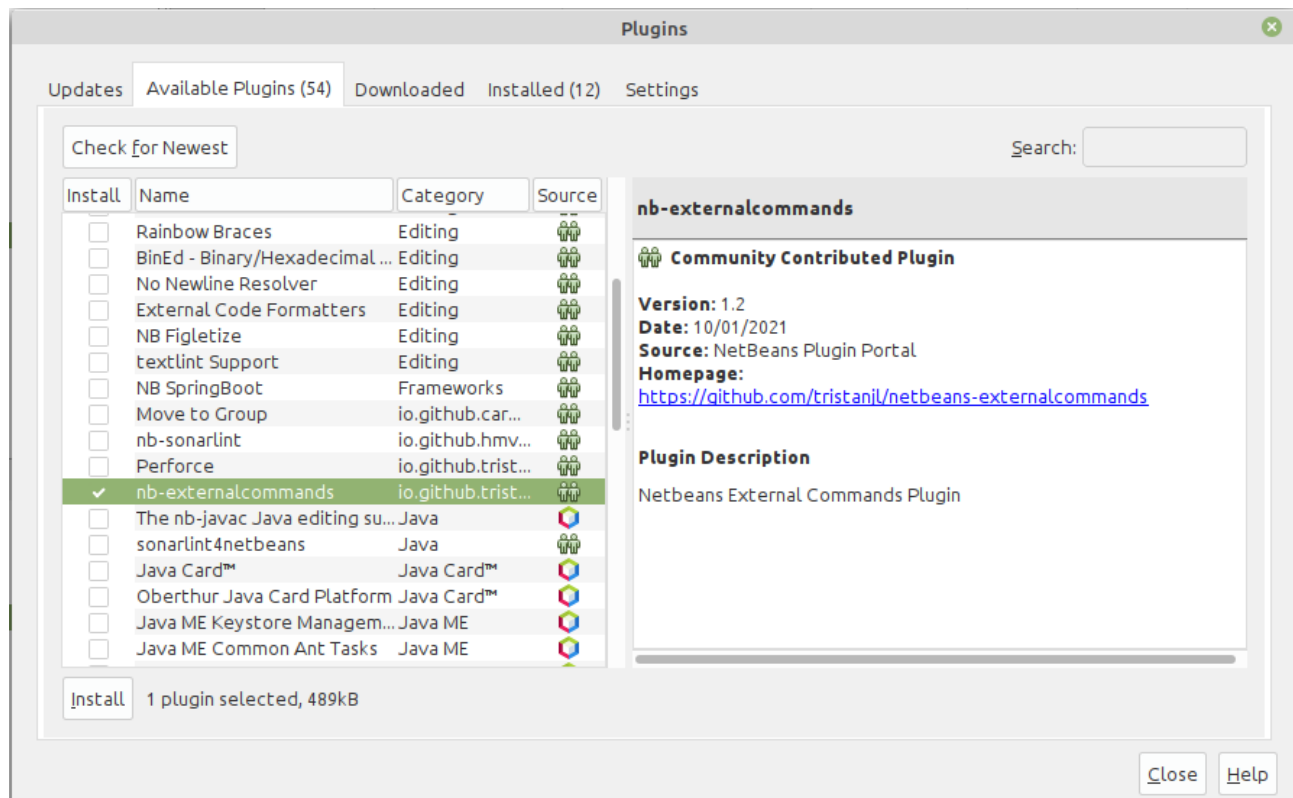 Plugins
Updates Available Plugins (54) Downloaded Installed (12) Settings
Check for Newest
Search:
Install Name Category Source
Rainbow Braces Editing
BinEd - Binary/Hexadecimal ... Editing
No Newline Resolver Editing
External Code Formatters Editing
NB Figletize Editing
textlint Support Editing
NB SpringBoot Frameworks
Move to Group io.github.car...
nb-sonarlint io.github.hmv...
Perforce io.github.trist...
nb-externalcommands io.github.trist...
The nb-javac Java editing su... Java
sonarlint4netbeans Java
Java Card™ Java Card™
Oberthur Java Card Platform Java Card™
Java ME Keystore Managem... Java ME
Java ME Common Ant Tasks Java ME
nb-externalcommands
Community Contributed Plugin
Version: 1.2
Date: 10/01/2021
Source: NetBeans Plugin Portal
Homepage:
https://github.com/tristanjl/netbeans-externalcommands
Plugin Description
Netbeans External Commands Plugin
Install 1 plugin selected, 489kB
Close Help